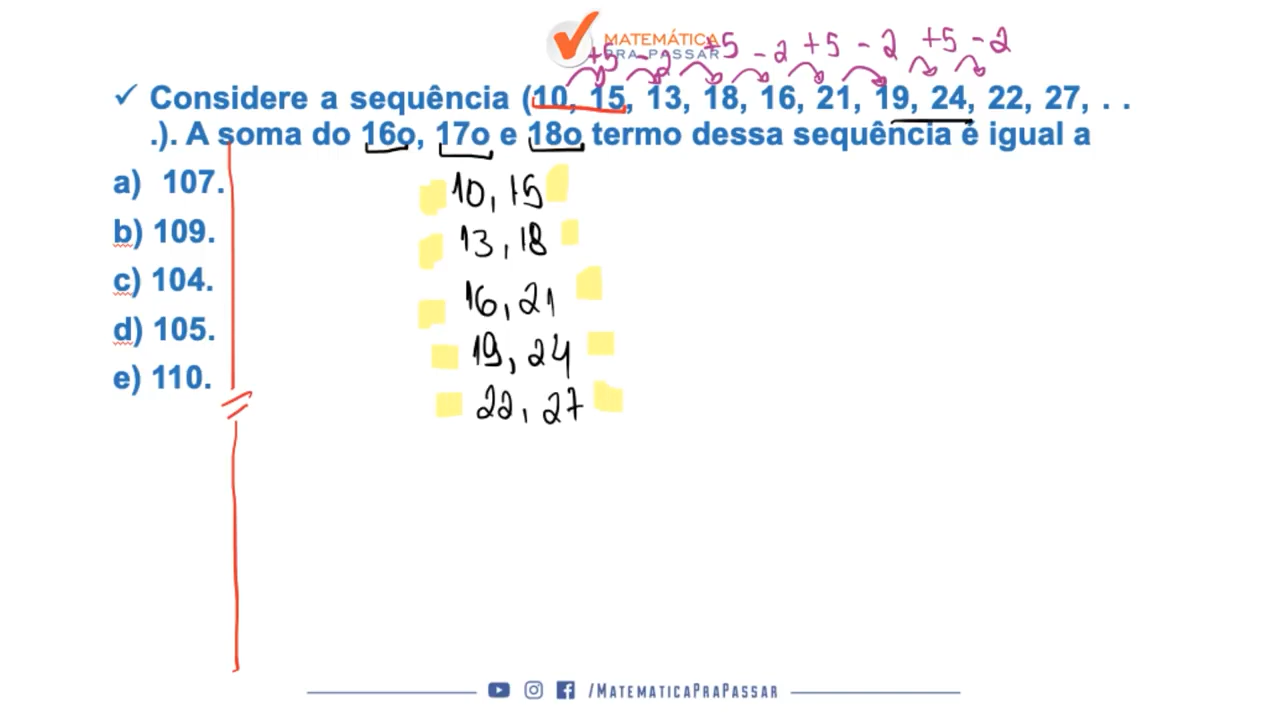 MATEMÁTICA
PRA PASSAR
+5 -2 +5 -2 +5 -2 +5 -2
✓ Considere a sequência (10, 15, 13, 18, 16, 21, 19, 24, 22, 27, . .
.). A soma do 16o, 17o e 18o termo dessa sequência é igual a
a) 107.
b) 109.
c) 104.
d) 105.
e) 110.
10, 15
13, 18
16, 21
19, 24
22, 27
/MATEMATICAPRAPASSAR